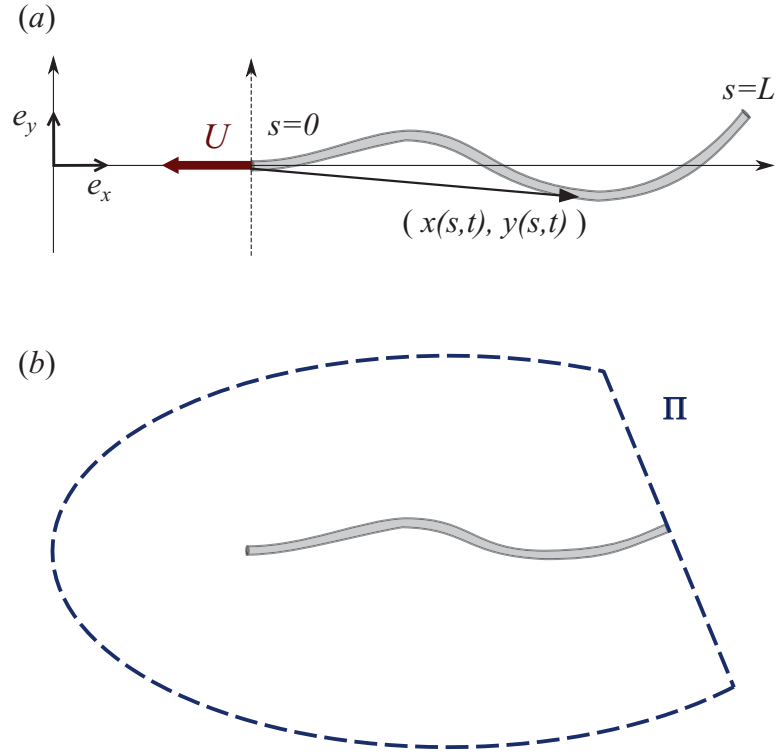 (a)
s=L
e_y
U
s=0
e_x
( x(s,t), y(s,t) )
(b)
Π